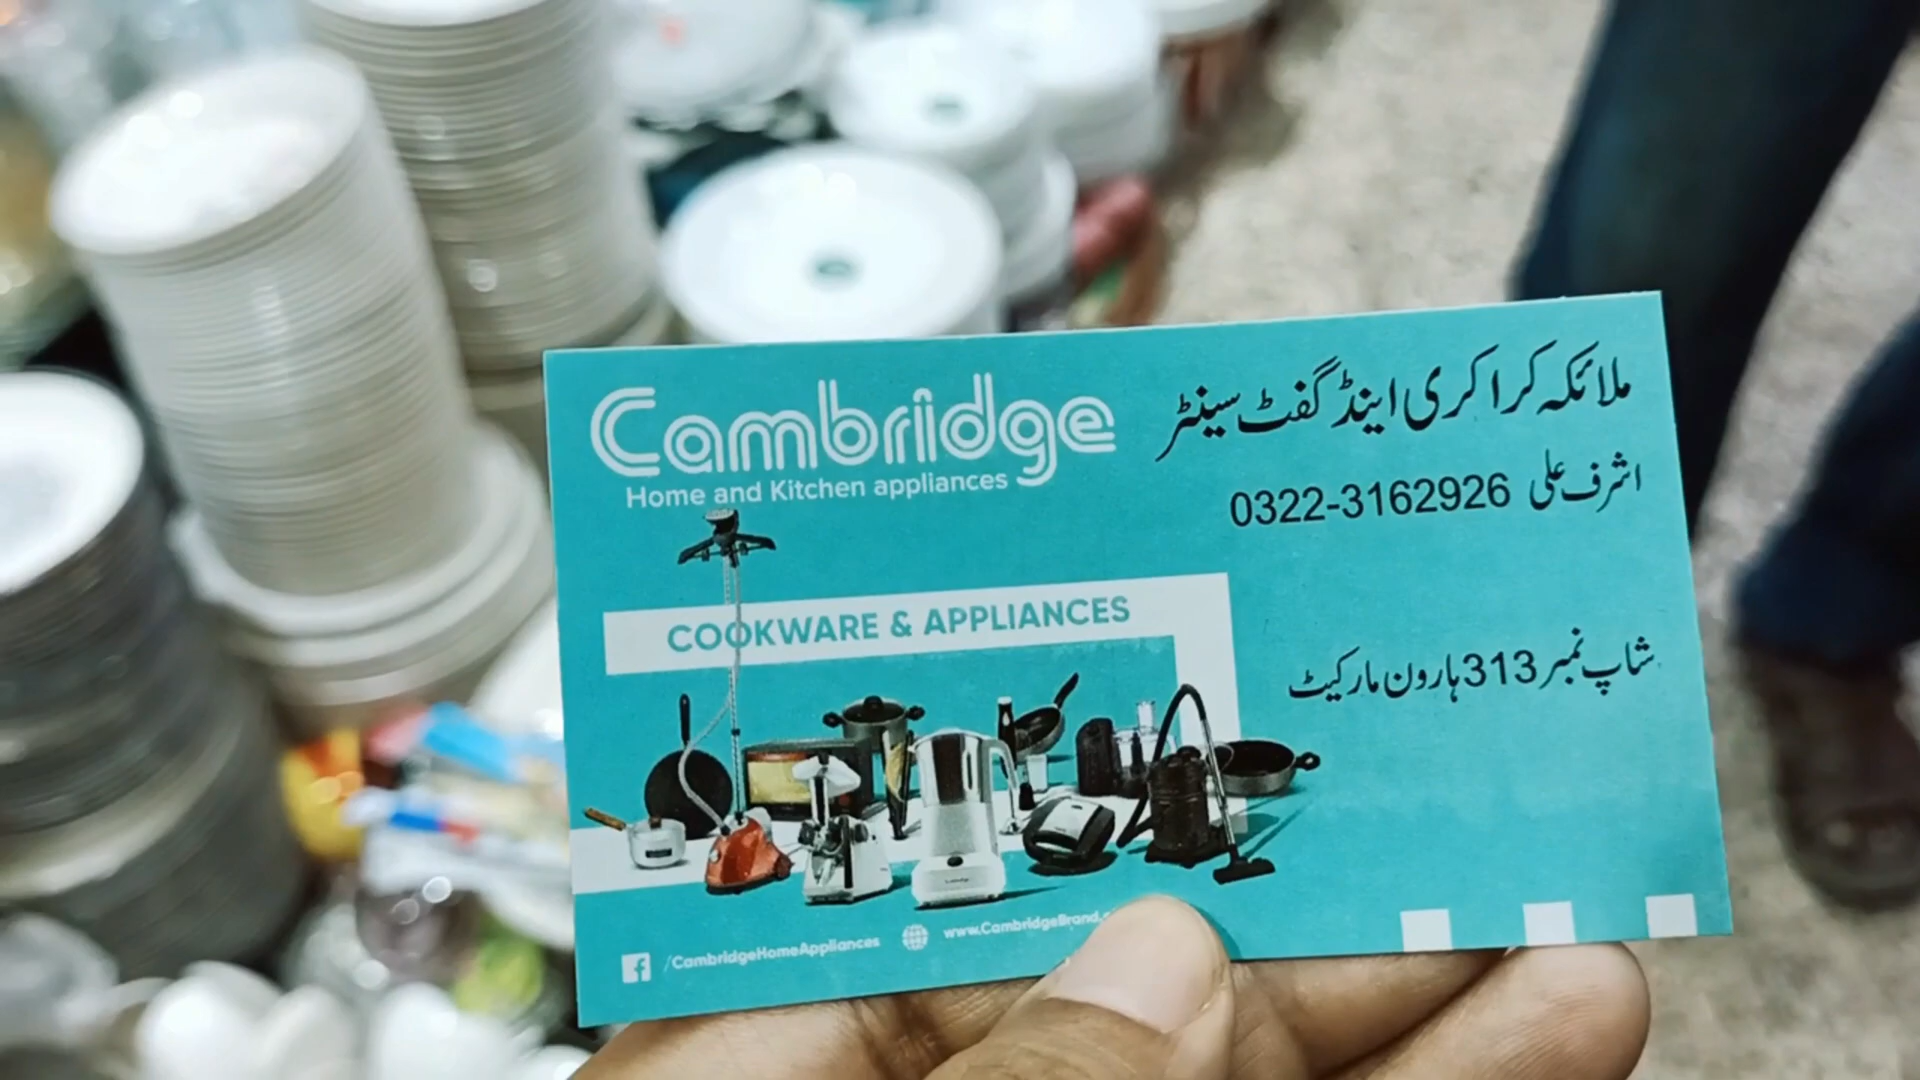 Cambridge
Home and Kitchen appliances
ملائکہ کراکری اینڈ گفٹ سینٹر
اشرف علی 0322-3162926
COOKWARE & APPLIANCES
شاپ نمبر 313 ہارون مارکیٹ
/CambridgeHomeAppliances
www.CambridgeBrand.